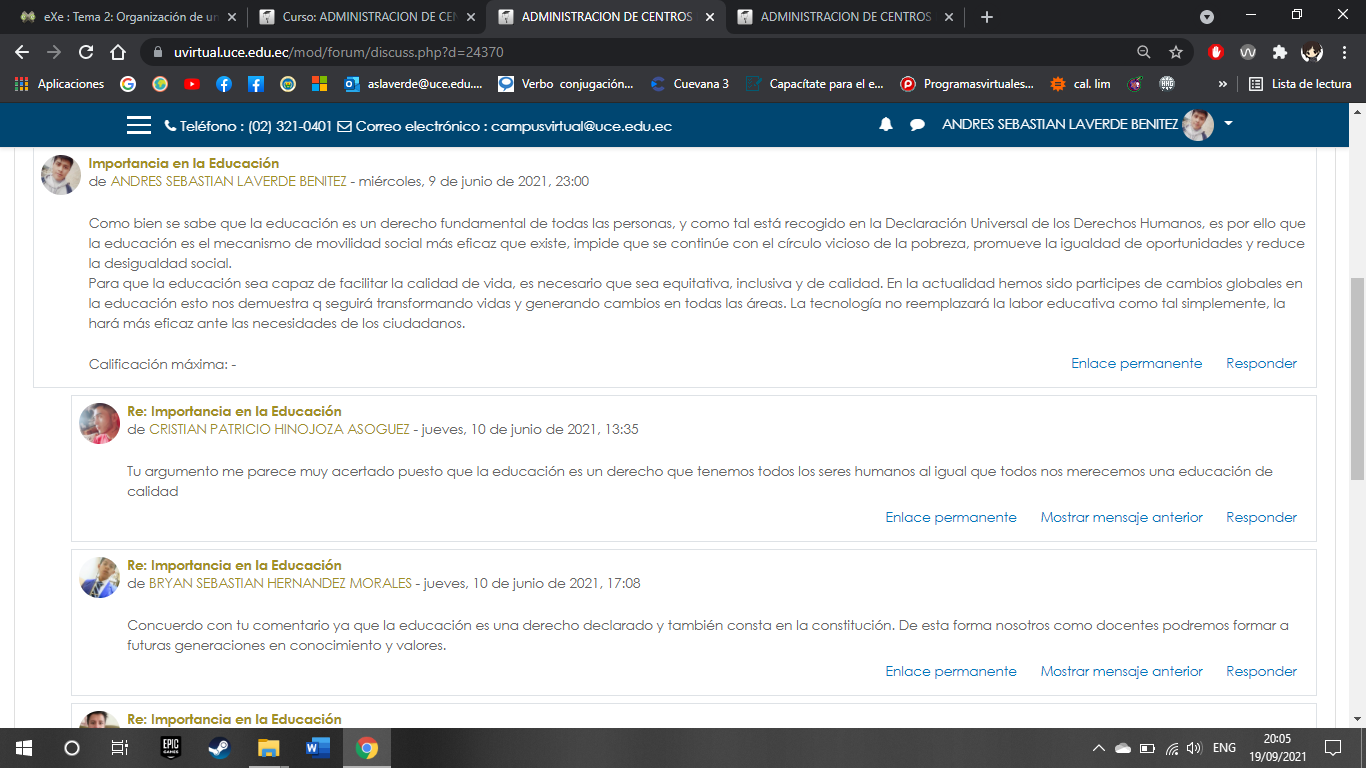 eXe : Tema 2: Organización de un
Curso: ADMINISTRACION DE CEN
ADMINISTRACION DE CENTROS
ADMINISTRACION DE CENTROS
uvirtual.uce.edu.ec/mod/forum/discuss.php?d=24370
Aplicaciones
aslaverde@uce.edu....
Verbo conjugación...
Cuevana 3
Capacítate para el e...
Programasvirtuales...
cal. lim
»
Lista de lectura
Teléfono : (02) 321-0401 Correo electrónico : campusvirtual@uce.edu.ec
ANDRES SEBASTIAN LAVERDE BENITEZ
Importancia en la Educación
de ANDRES SEBASTIAN LAVERDE BENITEZ - miércoles, 9 de junio de 2021, 23:00
Como bien se sabe que la educación es un derecho fundamental de todas las personas, y como tal está recogido en la Declaración Universal de los Derechos Humanos, es por ello que
la educación es el mecanismo de movilidad social más eficaz que existe, impide que se continúe con el círculo vicioso de la pobreza, promueve la igualdad de oportunidades y reduce
la desigualdad social.
Para que la educación sea capaz de facilitar la calidad de vida, es necesario que sea equitativa, inclusiva y de calidad. En la actualidad hemos sido participes de cambios globales en
la educación esto nos demuestra q seguirá transformando vidas y generando cambios en todas las áreas. La tecnología no reemplazará la labor educativa como tal simplemente, la
hará más eficaz ante las necesidades de los ciudadanos.
Calificación máxima: -
Enlace permanente Responder
Re: Importancia en la Educación
de CRISTIAN PATRICIO HINOJOZA ASOGUEZ - jueves, 10 de junio de 2021, 13:35
Tu argumento me parece muy acertado puesto que la educación es un derecho que tenemos todos los seres humanos al igual que todos nos merecemos una educación de
calidad
Enlace permanente Mostrar mensaje anterior Responder
Re: Importancia en la Educación
de BRYAN SEBASTIAN HERNANDEZ MORALES - jueves, 10 de junio de 2021, 17:08
Concuerdo con tu comentario ya que la educación es una derecho declarado y también consta en la constitución. De esta forma nosotros como docentes podremos formar a
futuras generaciones en conocimiento y valores.
Enlace permanente Mostrar mensaje anterior Responder
Re: Importancia en la Educación
EPIC GAMES
ENG
20:05
19/09/2021